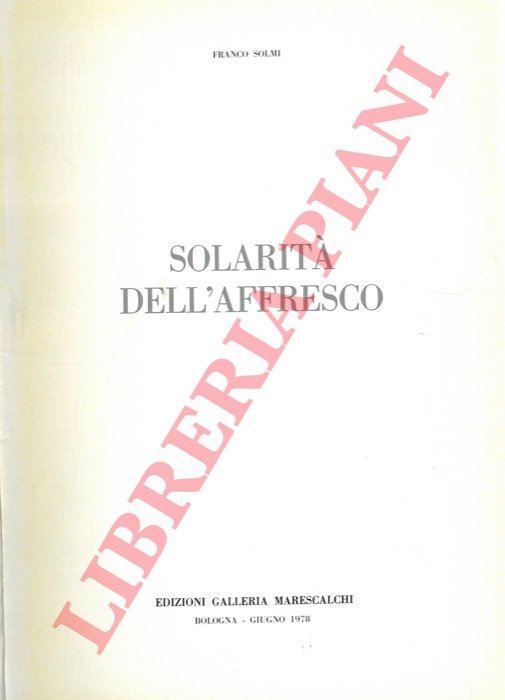 FRANCO SOLMI
SOLARITÀ
DELL'AFFRESCO
LIBRERIA PIANI
EDIZIONI GALLERIA MARESCALCHI
BOLOGNA - GIUGNO 1978